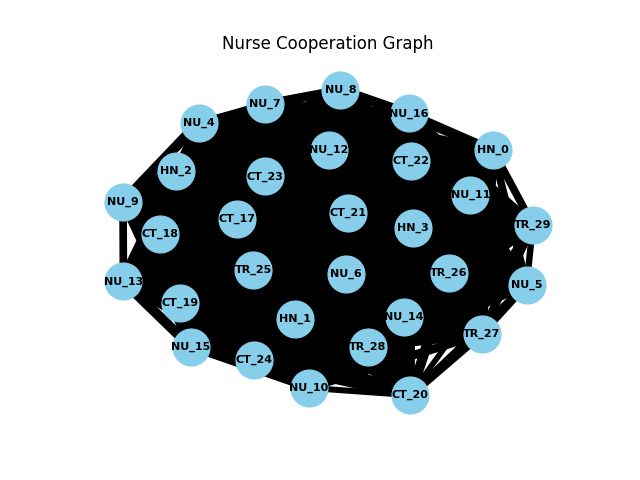 Nurse Cooperation Graph
NU_8
NU_7
NU_16
NU_4
NU_12
HN_0
CT_22
HN_2
CT_23
NU_11
NU_9
CT_21
CT_17
TR_29
HN_3
CT_18
TR_25
TR_26
NU_6
NU_13
NU_5
CT_19
NU_14
HN_1
TR_27
NU_15
TR_28
CT_24
NU_10
CT_20